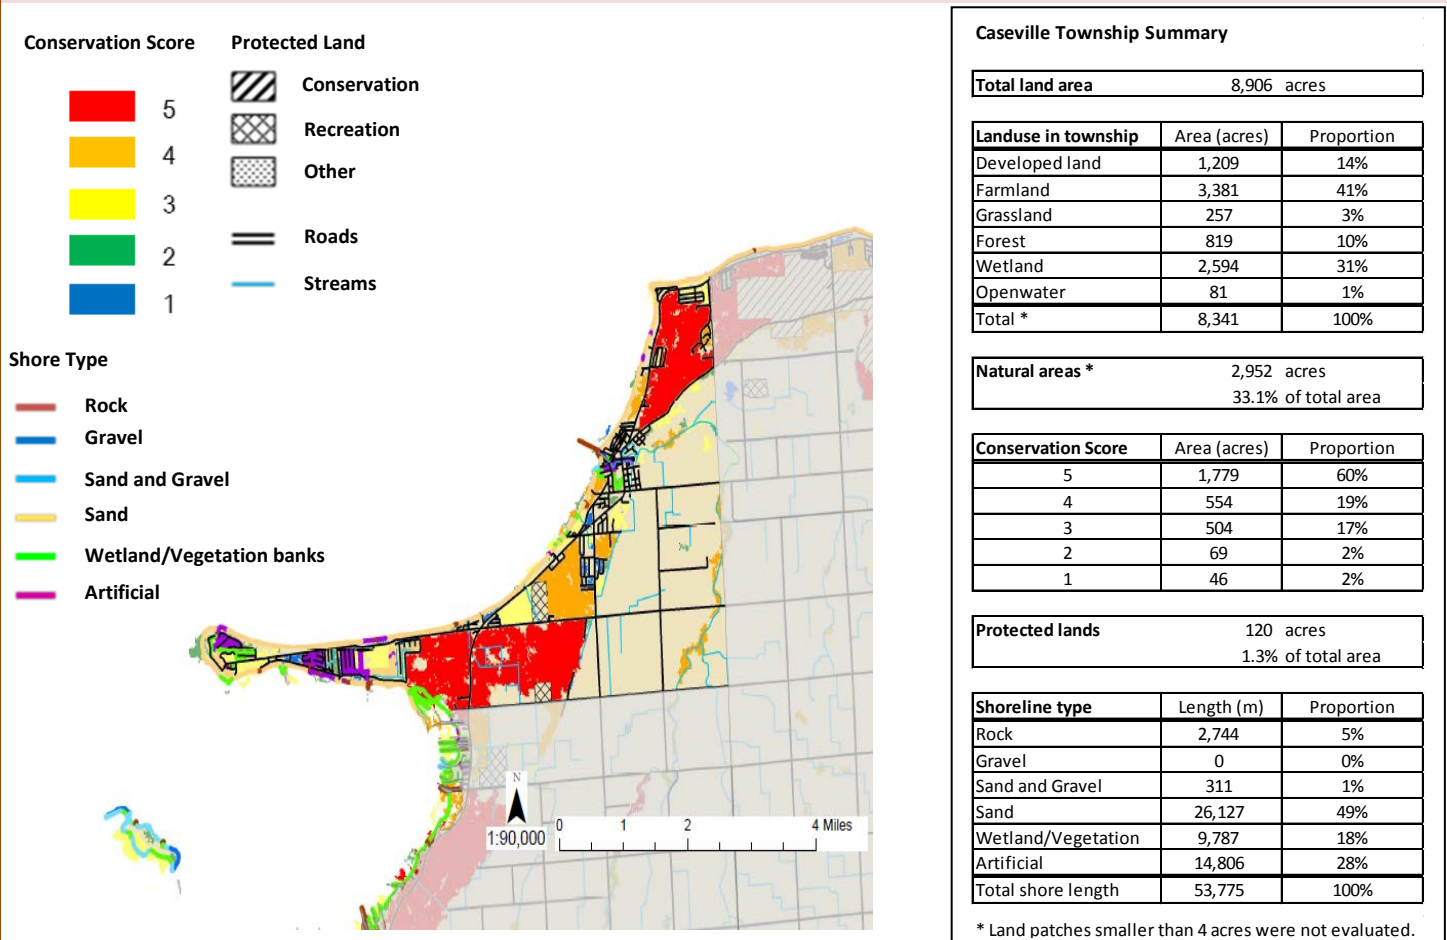 Conservation Score
5
4
3
2
1
Protected Land
Conservation
Recreation
Other
Roads
Streams
Shore Type
Rock
Gravel
Sand and Gravel
Sand
Wetland/Vegetation banks
Artificial
N
1:90,000
0 1 2 4 Miles
Caseville Township Summary
Total land area 8,906 acres
Landuse in township Area (acres) Proportion
Developed land 1,209 14%
Farmland 3,381 41%
Grassland 257 3%
Forest 819 10%
Wetland 2,594 31%
Openwater 81 1%
Total * 8,341 100%
Natural areas * 2,952 acres
33.1% of total area
Conservation Score Area (acres) Proportion
5 1,779 60%
4 554 19%
3 504 17%
2 69 2%
1 46 2%
Protected lands 120 acres
1.3% of total area
Shoreline type Length (m) Proportion
Rock 2,744 5%
Gravel 0 0%
Sand and Gravel 311 1%
Sand 26,127 49%
Wetland/Vegetation 9,787 18%
Artificial 14,806 28%
Total shore length 53,775 100%
* Land patches smaller than 4 acres were not evaluated.